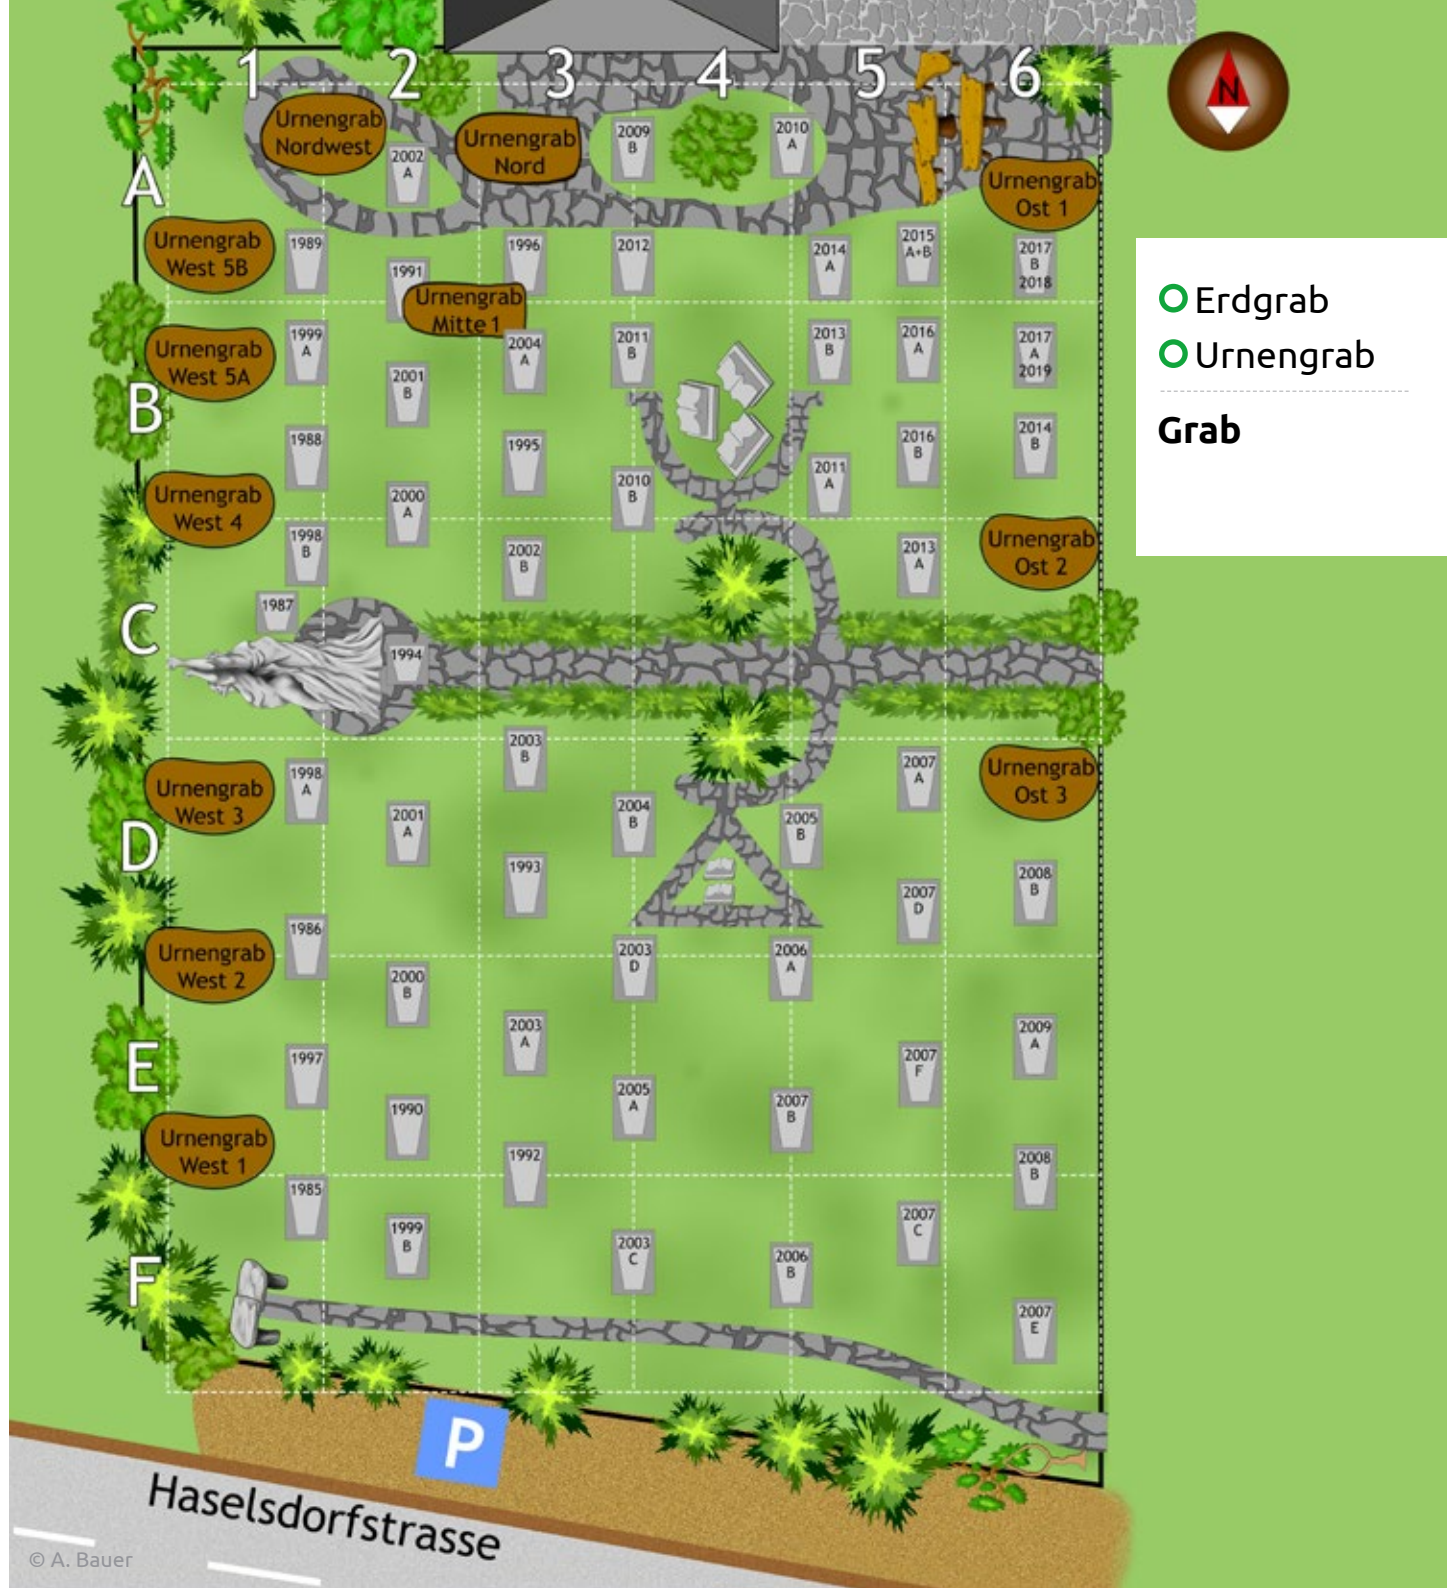 1 2 3 4 5 6
N
Urnengrab
Nordwest
2002
A
Urnengrab
Nord
2009
B
2010
A
Urnengrab
Ost 1
A
Urnengrab
West 5B
1989
1991
1996
2012
2014
A
2015
A+B
2017
B
2018
Urnengrab
Mitte 1
Erdgrab
Urnengrab
Grab
Urnengrab
West 5A
1999
A
2001
B
2004
A
2011
B
2013
B
2016
A
2017
A
2019
B
1988
1995
2010
B
2011
A
2016
B
2014
B
Urnengrab
West 4
2000
A
1998
B
2002
B
2013
A
Urnengrab
Ost 2
C
1987
1994
2003
B
2007
A
Urnengrab
Ost 3
Urnengrab
West 3
1998
A
2001
A
2004
B
2005
B
D
1993
2007
D
2008
B
1986
Urnengrab
West 2
2000
B
2003
D
2006
A
2003
A
2009
A
E
1997
2007
F
1990
2005
A
2007
B
Urnengrab
West 1
1992
2008
B
1985
1999
B
2003
C
2006
B
2007
C
F
2007
E
P
Haselsdorfstrasse
© A. Bauer